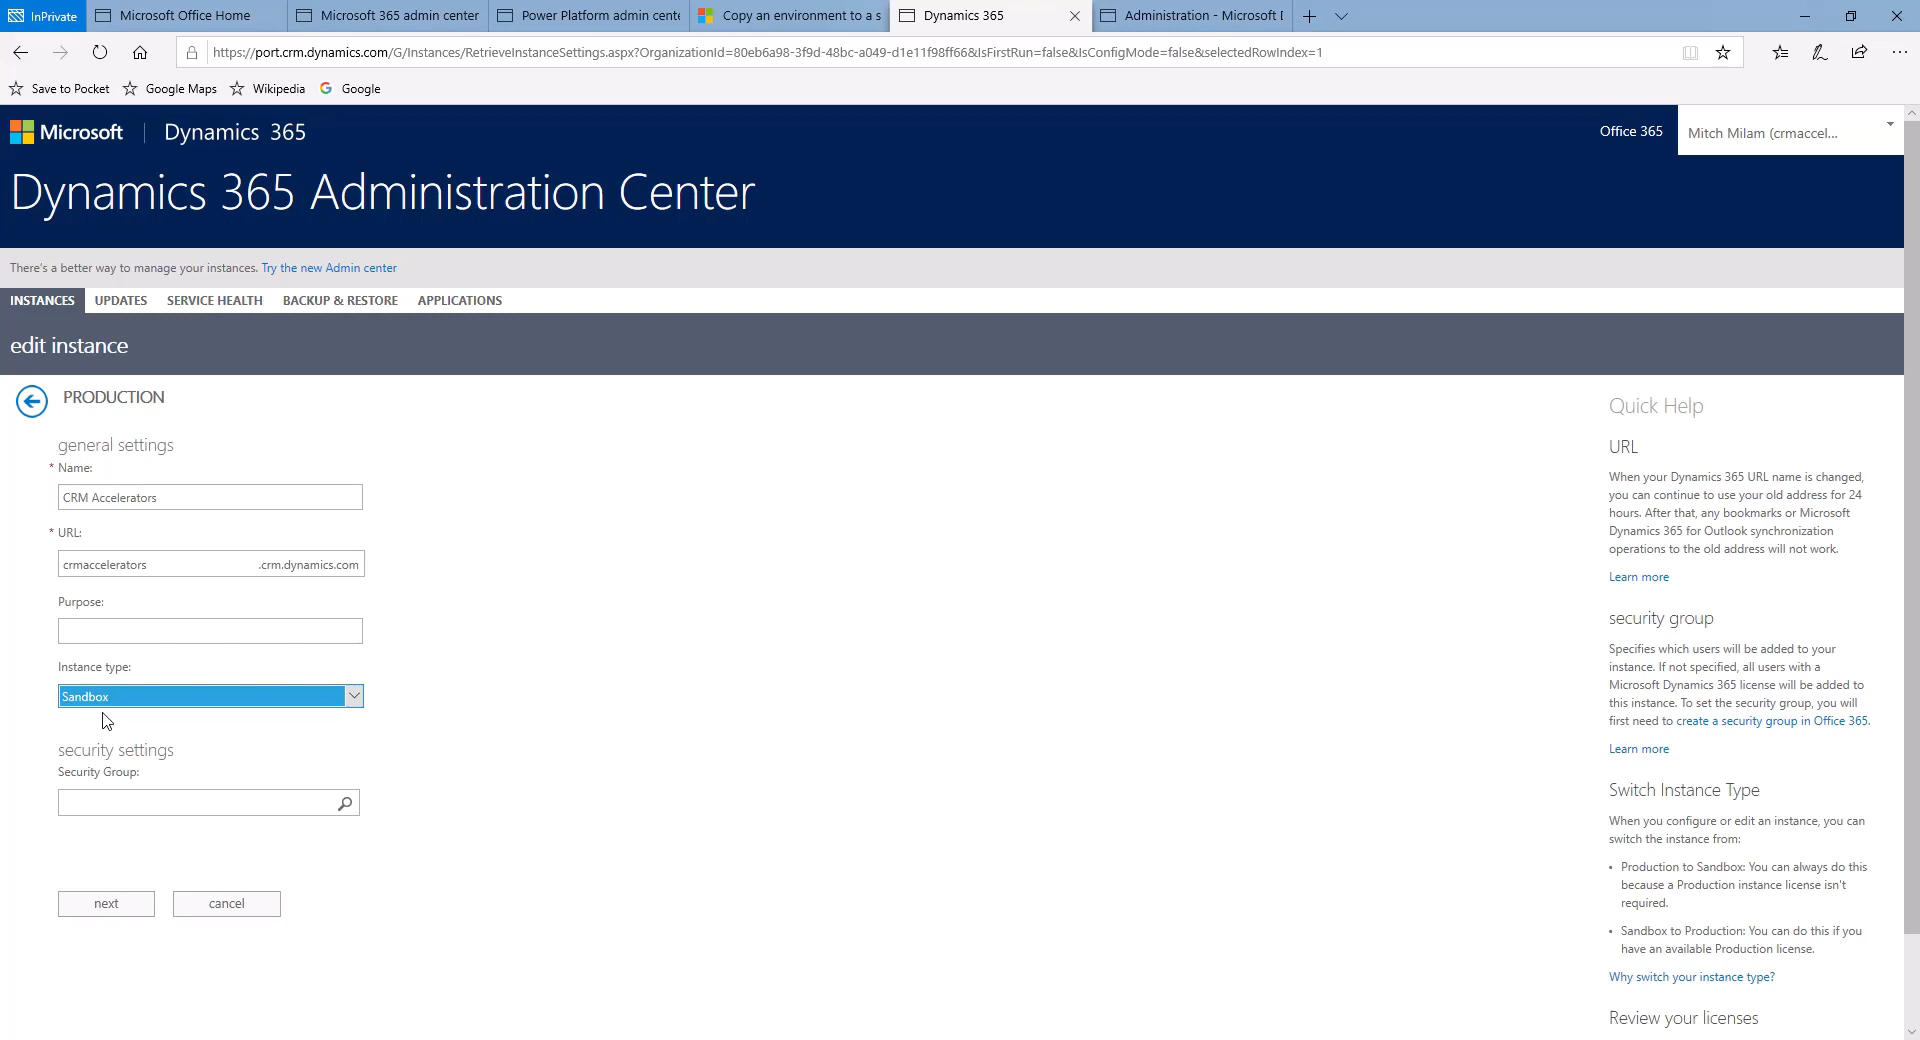 InPrivate
Microsoft Office Home
Microsoft 365 admin center
Power Platform admin cente
Copy an environment to a s
Dynamics 365
Administration - Microsoft D
https://port.crm.dynamics.com/G/Instances/RetrieveInstanceSettings.aspx?OrganizationId=80eb6a98-3f9d-48bc-a049-d1e11f98ff66&IsFirstRun=false&IsConfigMode=false&selectedRowIndex=1
Save to Pocket
Google Maps
Wikipedia
Google
Microsoft
Dynamics 365
Office 365
Mitch Milam (crmaccel...
Dynamics 365 Administration Center
There's a better way to manage your instances. Try the new Admin center
INSTANCES
UPDATES
SERVICE HEALTH
BACKUP & RESTORE
APPLICATIONS
edit instance
PRODUCTION
general settings
* Name:
CRM Accelerators
* URL:
crmaccelerators .crm.dynamics.com
Purpose:
Instance type:
Sandbox
security settings
Security Group:
next
cancel
Quick Help
URL
When your Dynamics 365 URL name is changed,
you can continue to use your old address for 24
hours. After that, any bookmarks or Microsoft
Dynamics 365 for Outlook synchronization
operations to the old address will not work.
Learn more
security group
Specifies which users will be added to your
instance. If not specified, all users with a
Microsoft Dynamics 365 license will be added to
this instance. To set the security group, you will
first need to create a security group in Office 365.
Learn more
Switch Instance Type
When you configure or edit an instance, you can
switch the instance from:
• Production to Sandbox: You can always do this
because a Production instance license isn't
required.
• Sandbox to Production: You can do this if you
have an available Production license.
Why switch your instance type?
Review your licenses